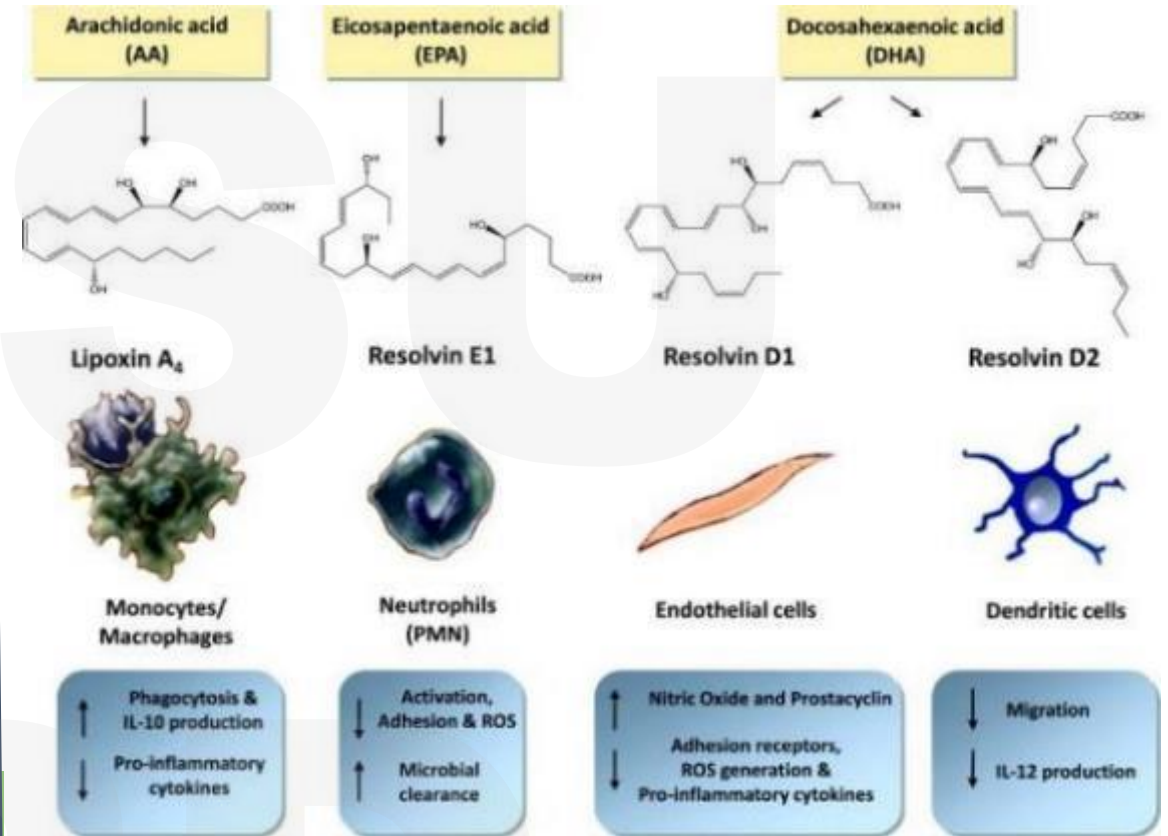 Arachidonic acid
(AA)
Eicosapentaenoic acid
(EPA)
Docosahexaenoic acid
(DHA)
HO
OH
COOH
OH
Lipoxin A₄
OH
OH
HO
COOH
Resolvin E1
HO
OH
COOH
HO
Resolvin D1
COOH
OH
OH
HO
Resolvin D2
Monocytes/
Macrophages
Neutrophils
(PMN)
Endothelial cells
Dendritic cells
↑ Phagocytosis &
IL-10 production
↓ Pro-inflammatory
cytokines
↓ Activation,
Adhesion & ROS
↑ Microbial
clearance
↑ Nitric Oxide and Prostacyclin
↓ Adhesion receptors,
ROS generation &
Pro-inflammatory cytokines
↓ Migration
↓ IL-12 production
SU